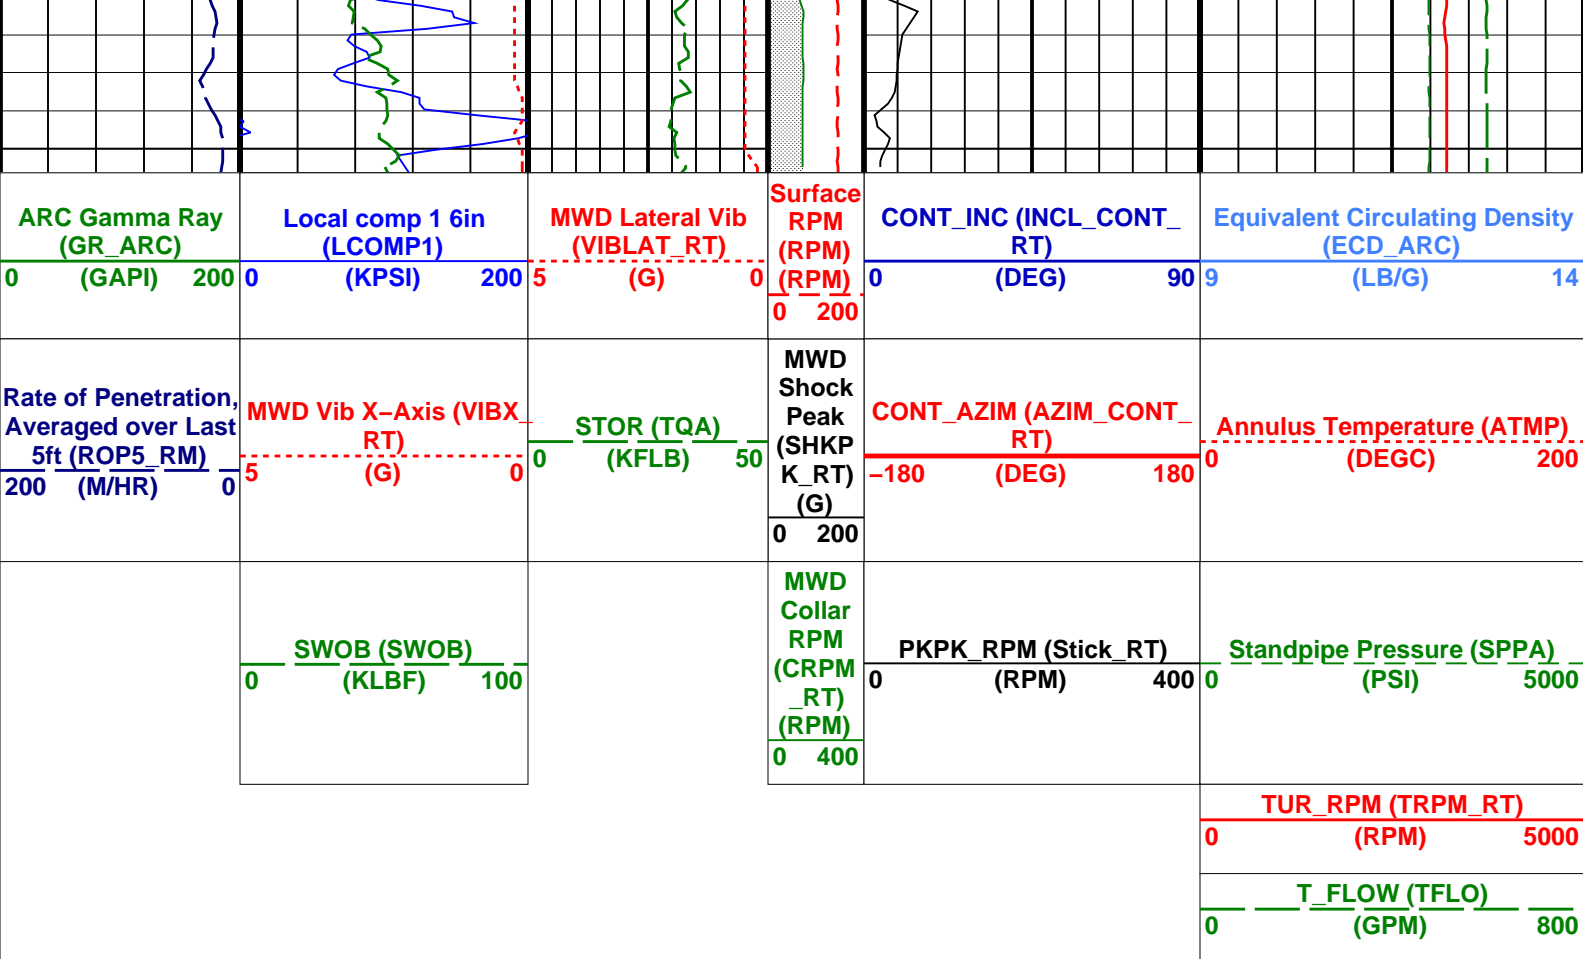 ARC Gamma Ray
(GR_ARC)
0 (GAPI) 200
Local comp 1 6in
(LCOMP1)
0 (KPSI) 200
MWD Lateral Vib
(VIBLAT_RT)
5 (G) 0
Surface
RPM
(RPM)
(RPM)
0 200
CONT_INC (INCL_CONT_
RT)
0 (DEG) 90
Equivalent Circulating Density
(ECD_ARC)
9 (LB/G) 14
Rate of Penetration,
Averaged over Last
5ft (ROP5_RM)
200 (M/HR) 0
MWD Vib X−Axis (VIBX_
RT)
5 (G) 0
STOR (TQA)
0 (KFLB) 50
MWD
Shock
Peak
(SHKP
K_RT)
(G)
0 200
CONT_AZIM (AZIM_CONT_
RT)
−180 (DEG) 180
Annulus Temperature (ATMP)
0 (DEGC) 200
SWOB (SWOB)
0 (KLBF) 100
MWD
Collar
RPM
(CRPM
_RT)
(RPM)
0 400
PKPK_RPM (Stick_RT)
0 (RPM) 400
Standpipe Pressure (SPPA)
0 (PSI) 5000
TUR_RPM (TRPM_RT)
0 (RPM) 5000
T_FLOW (TFLO)
0 (GPM) 800